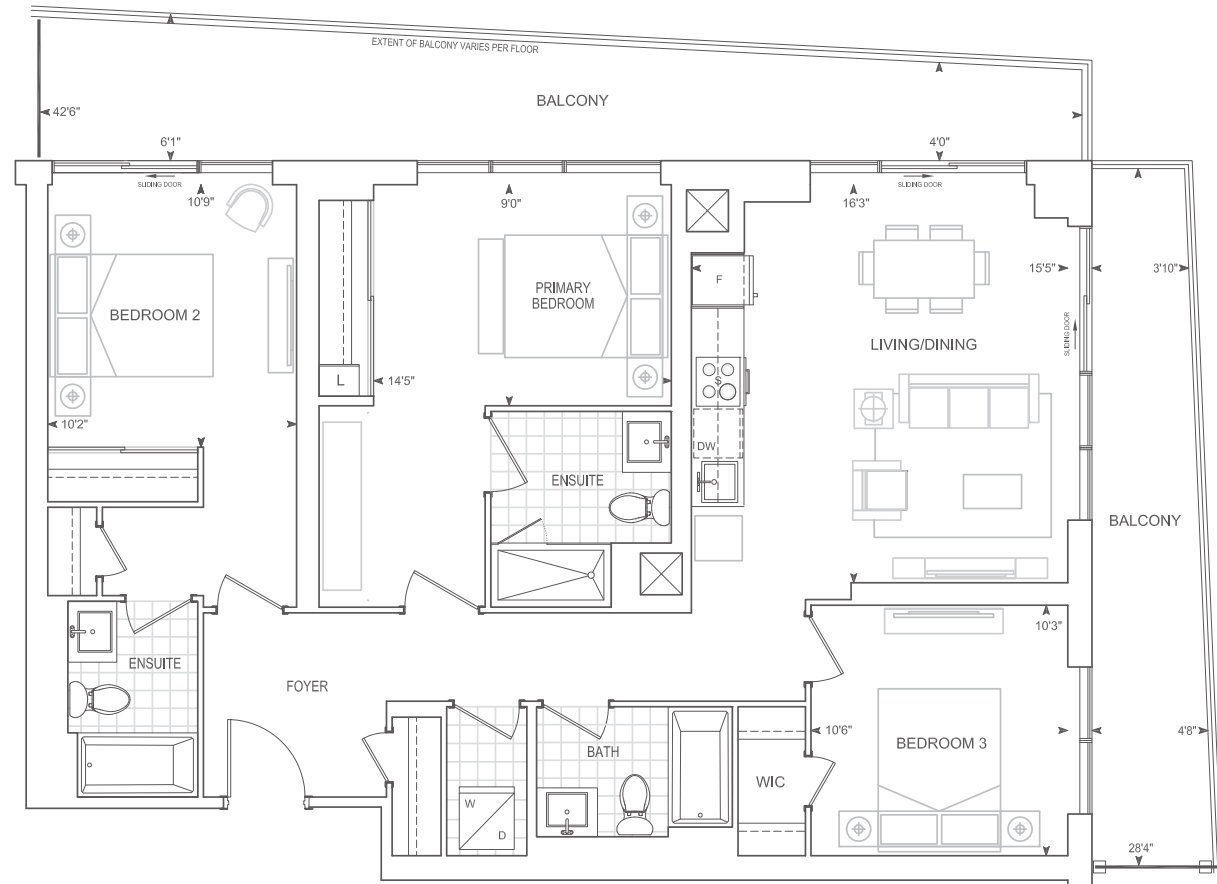 EXTENT OF BALCONY VARIES PER FLOOR
BALCONY
42'6"
6'1"
4'0"
SLIDING DOOR
SLIDING DOOR
10'9"
9'0"
16'3"
15'5"
3'10"
F
PRIMARY
BEDROOM
BEDROOM 2
LIVING/DINING
SLIDING DOOR
L
14'5"
S
10'2"
DW
ENSUITE
BALCONY
10'3"
ENSUITE
FOYER
10'6"
4'8"
BEDROOM 3
BATH
WIC
W
D
28'4"